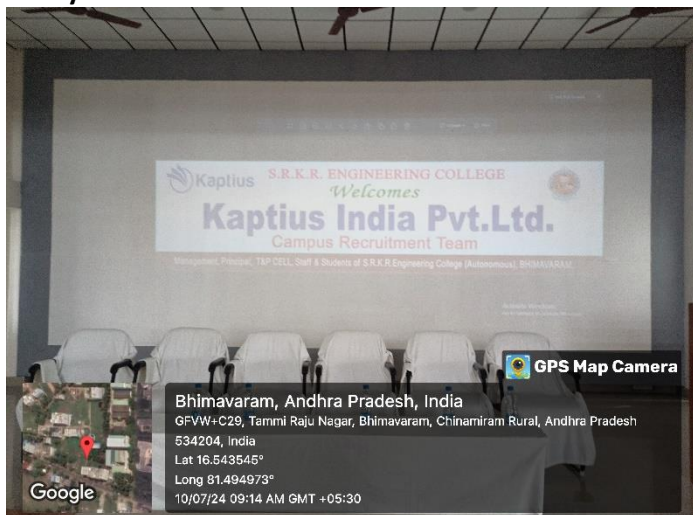 Kaptius
S.R.K.R. ENGINEERING COLLEGE
Welcomes
Kaptius India Pvt.Ltd.
Campus Recruitment Team
Management, Principal, T&P CELL, Staff & Students of S.R.K.R.Engineering College (Autonomous), BHIMAVARAM
GPS Map Camera
Bhimavaram, Andhra Pradesh, India
GFVW+C29, Tammi Raju Nagar, Bhimavaram, Chinamiram Rural, Andhra Pradesh
534204, India
Lat 16.543545°
Long 81.494973°
10/07/24 09:14 AM GMT +05:30
Google